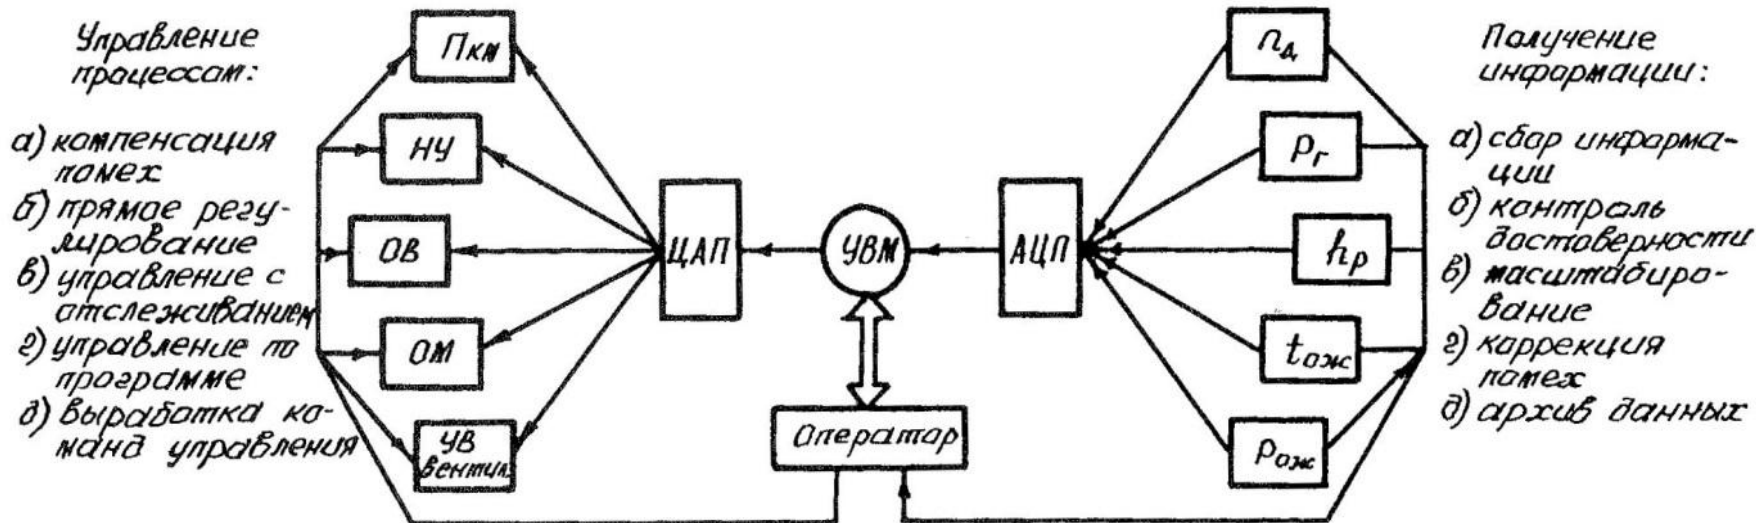 Управление
процессом:
а) компенсация
помех
б) прямое регу-
лирование
в) управление с
отслеживанием
г) управление по
программе
д) выработка ко-
манд управления
Пкм
НУ
ОВ
ОМ
УВ
вентил.
ЦАП
УВМ
АЦП
Оператор
nд
pг
hр
tож
pож
Получение
информации:
а) сбор информа-
ции
б) контроль
достоверности
в) масштабиро-
вание
г) коррекция
помех
д) архив данных